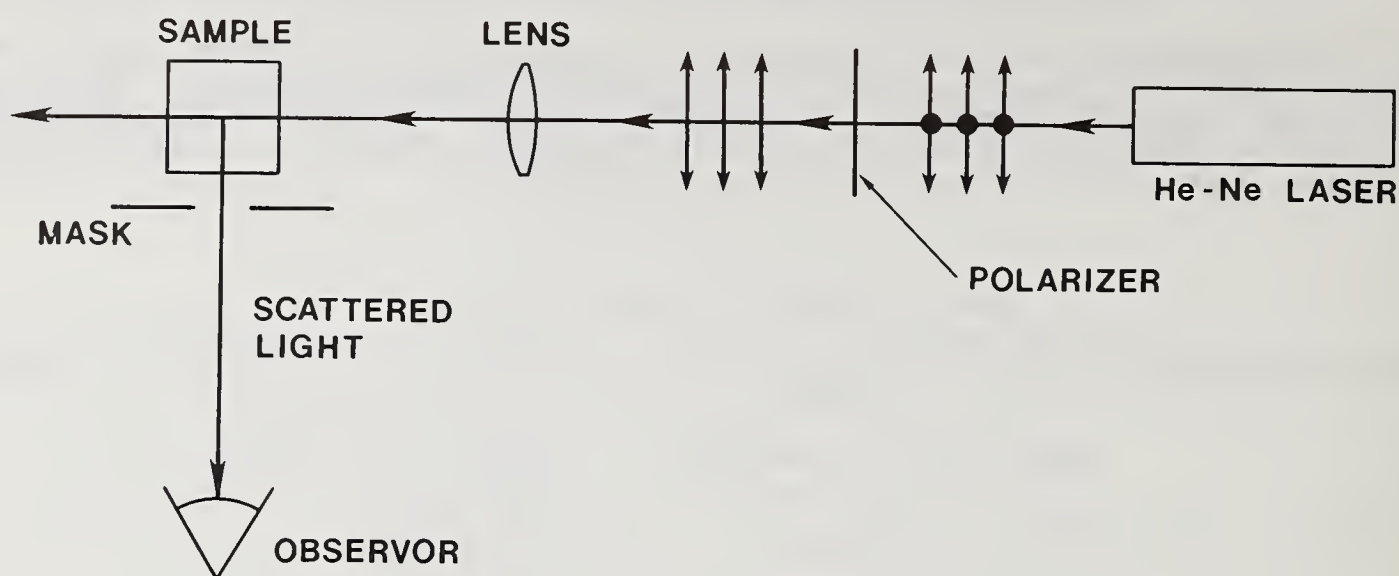 SAMPLE
LENS
He-Ne LASER
MASK
POLARIZER
SCATTERED
LIGHT
OBSERVOR